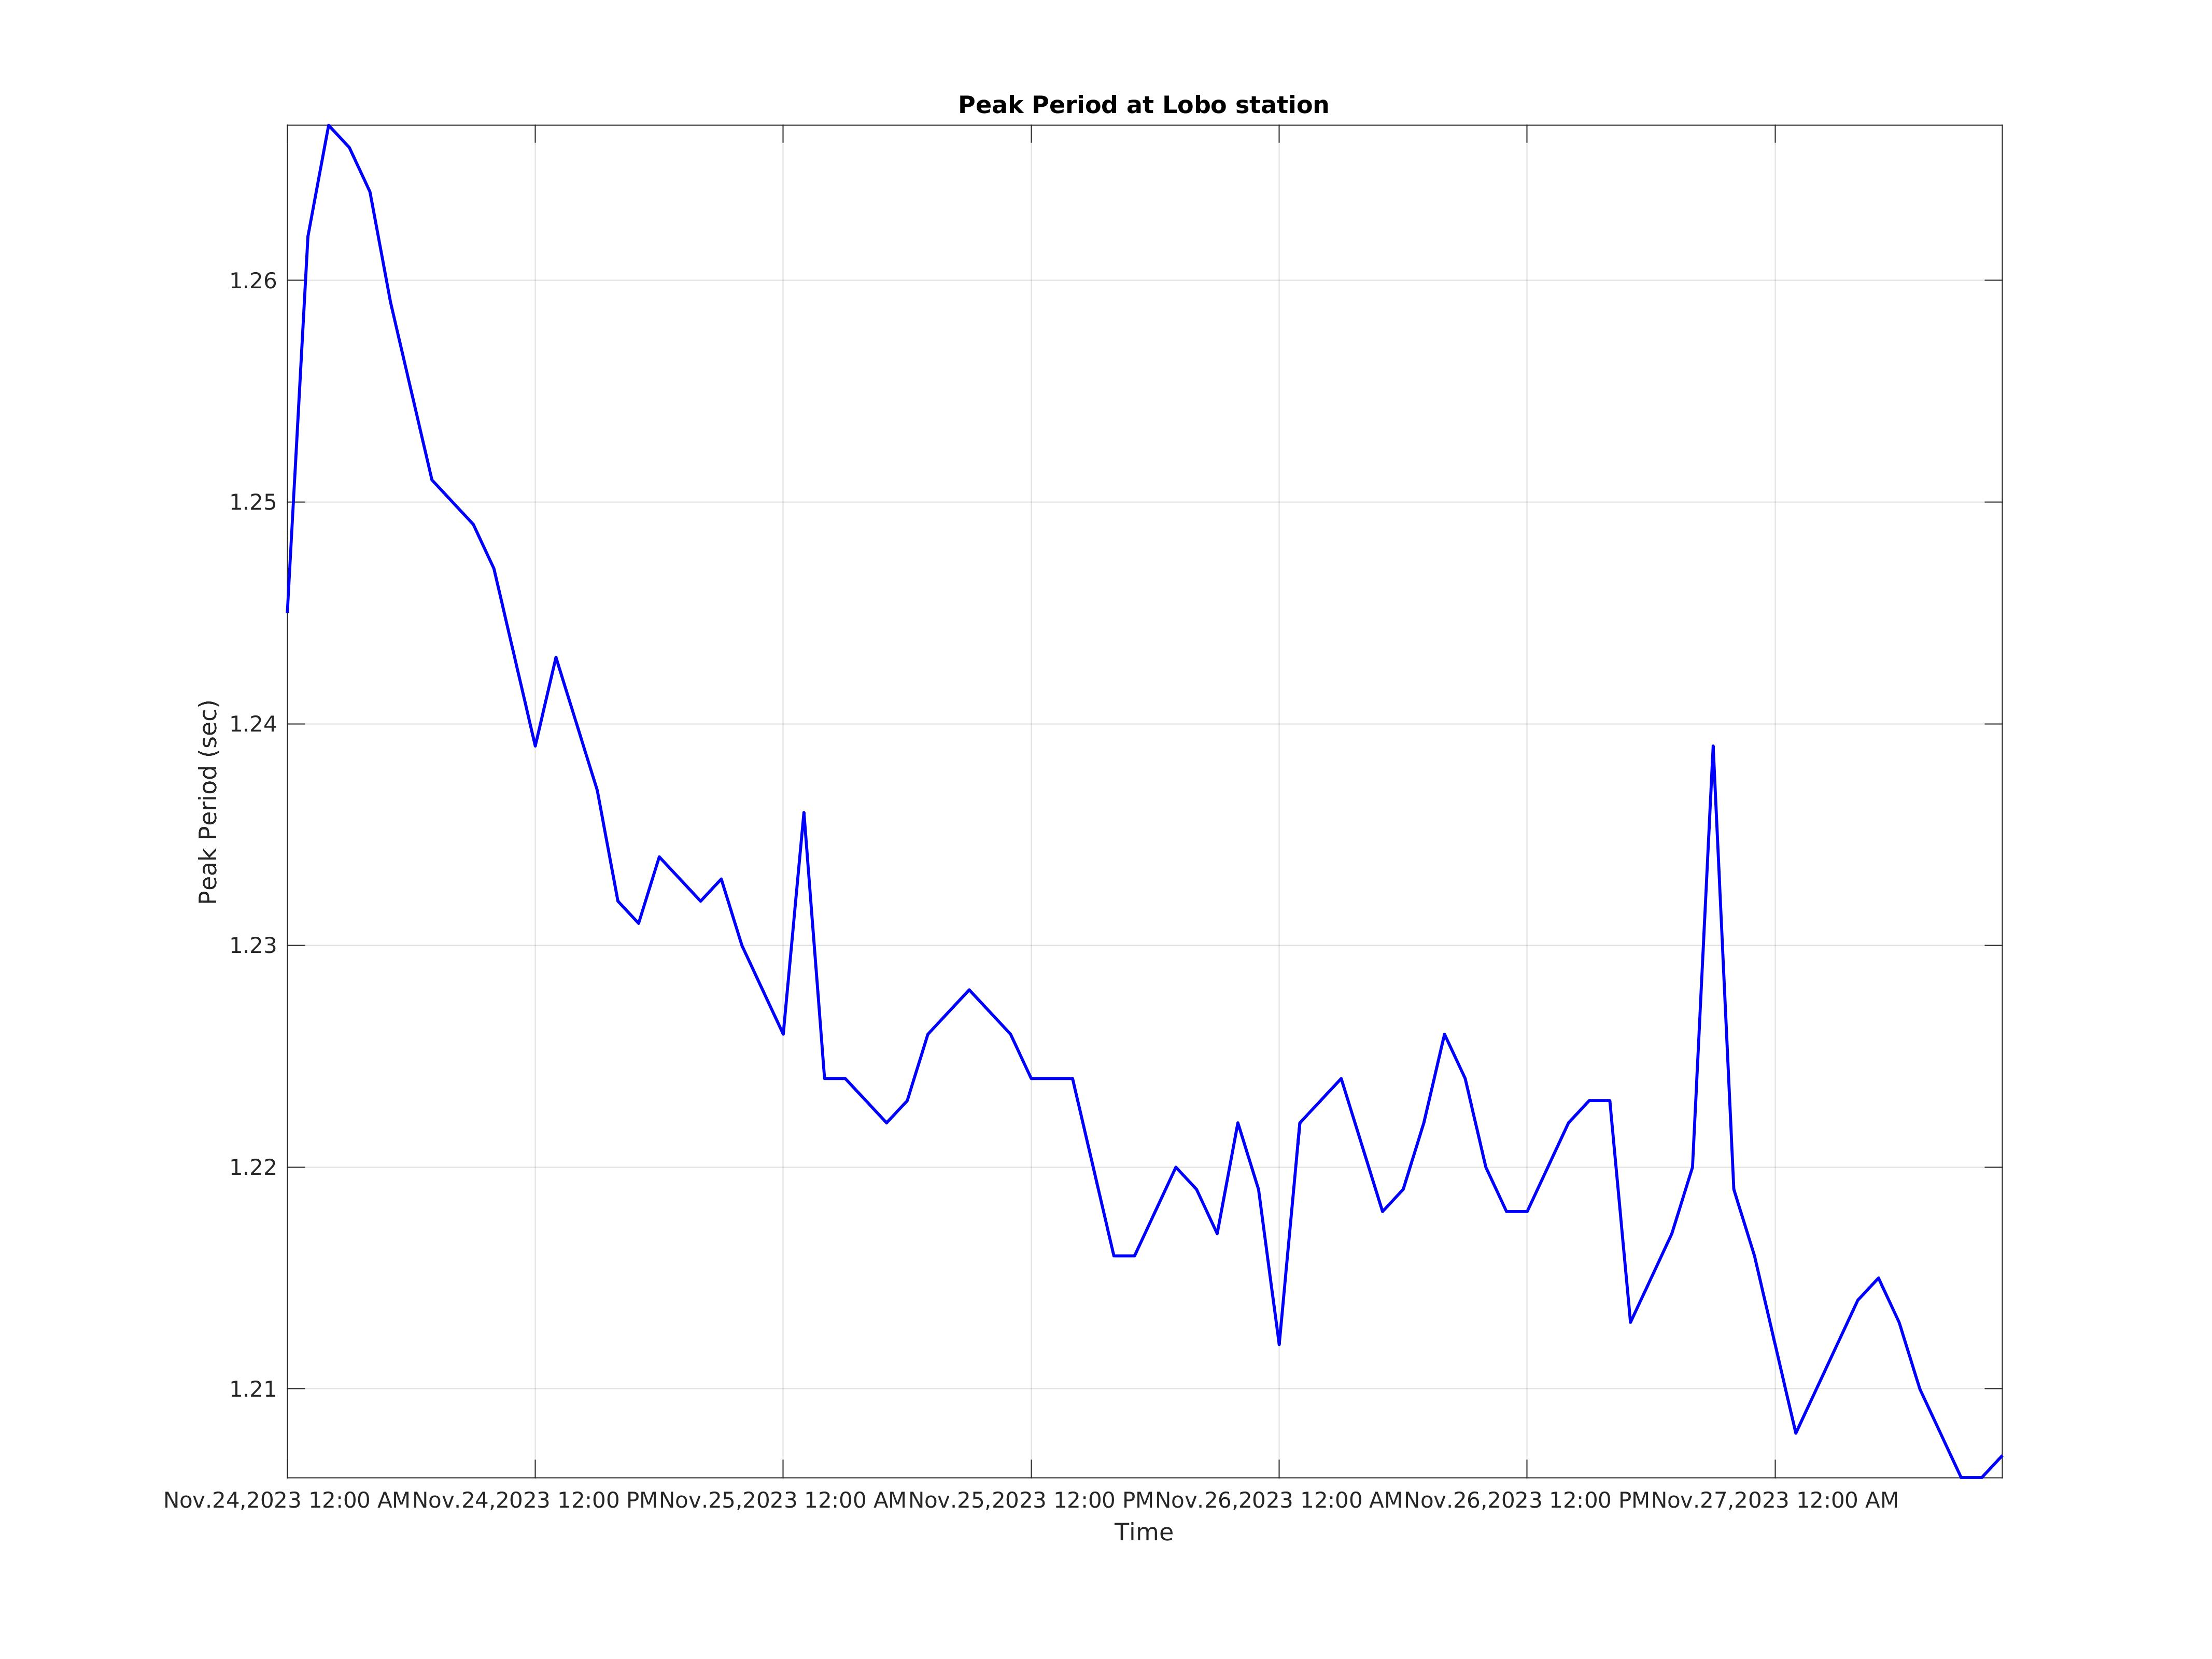 Peak Period at Lobo station
Peak Period (sec)
1.26
1.25
1.24
1.23
1.22
1.21
Nov.24,2023 12:00 AM Nov.24,2023 12:00 PM Nov.25,2023 12:00 AM Nov.25,2023 12:00 PM Nov.26,2023 12:00 AM Nov.26,2023 12:00 PM Nov.27,2023 12:00 AM
Time